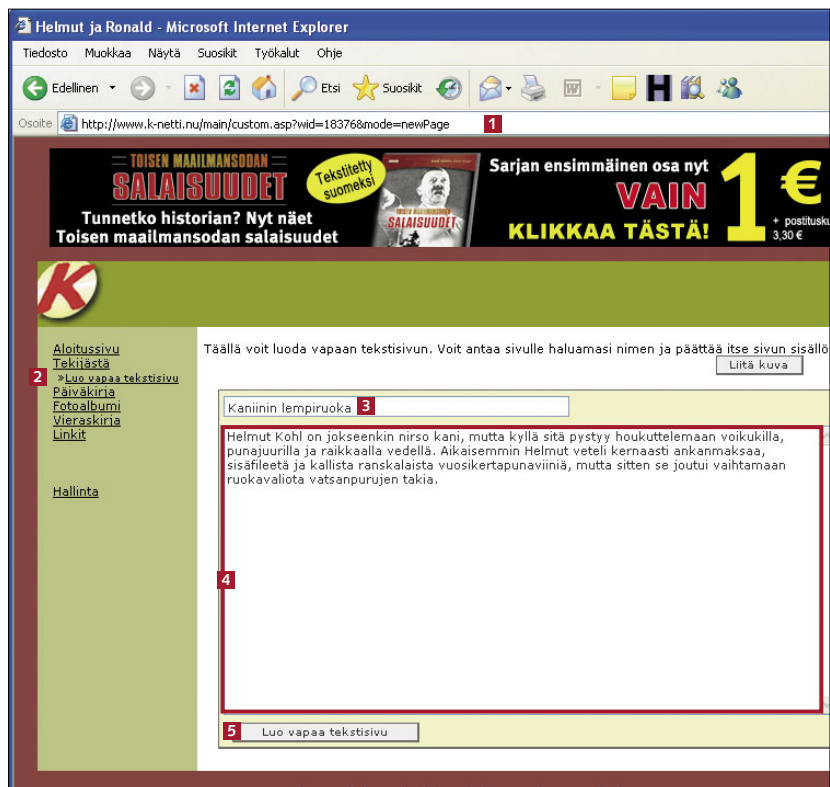 Helmut ja Ronald - Microsoft Internet Explorer
Tiedosto Muokkaa Näytä Suosikit Työkalut Ohje
Edellinen Etsi Suosikit W H
Osoite http://www.k-netti.nu/main/custom.asp?wid=18376&mode=newPage 1
TOISEN MAAILMANSODAN
SALAISUUDET
Tekstitetty
suomeksi
Tunnetko historian? Nyt näet
Toisen maailmansodan salaisuudet
SALAISUUDET
Sarjan ensimmäinen osa nyt
VAIN
KLIKKAA TÄSTÄ!
1 €
+ postitusku
3,30 €
K
Aloitussivu
Tekijästä
2 »Luo vapaa tekstisivu
Päiväkirja
Fotoalbumi
Vieraskirja
Linkit
Hallinta
Täällä voit luoda vapaan tekstisivun. Voit antaa sivulle haluamasi nimen ja päättää itse sivun sisällö
Liitä kuva
Kaniinin lempiruoka 3
Helmut Kohl on jokseenkin nirso kani, mutta kyllä sitä pystyy houkuttelemaan voikukilla,
punajuurilla ja raikkaalla vedellä. Aikaisemmin Helmut veteli kernaasti ankanmaksaa,
sisäfileetä ja kallista ranskalaista vuosikertapunaviiniä, mutta sitten se joutui vaihtamaan
ruokavaliota vatsanpurujen takia.
4
5 Luo vapaa tekstisivu